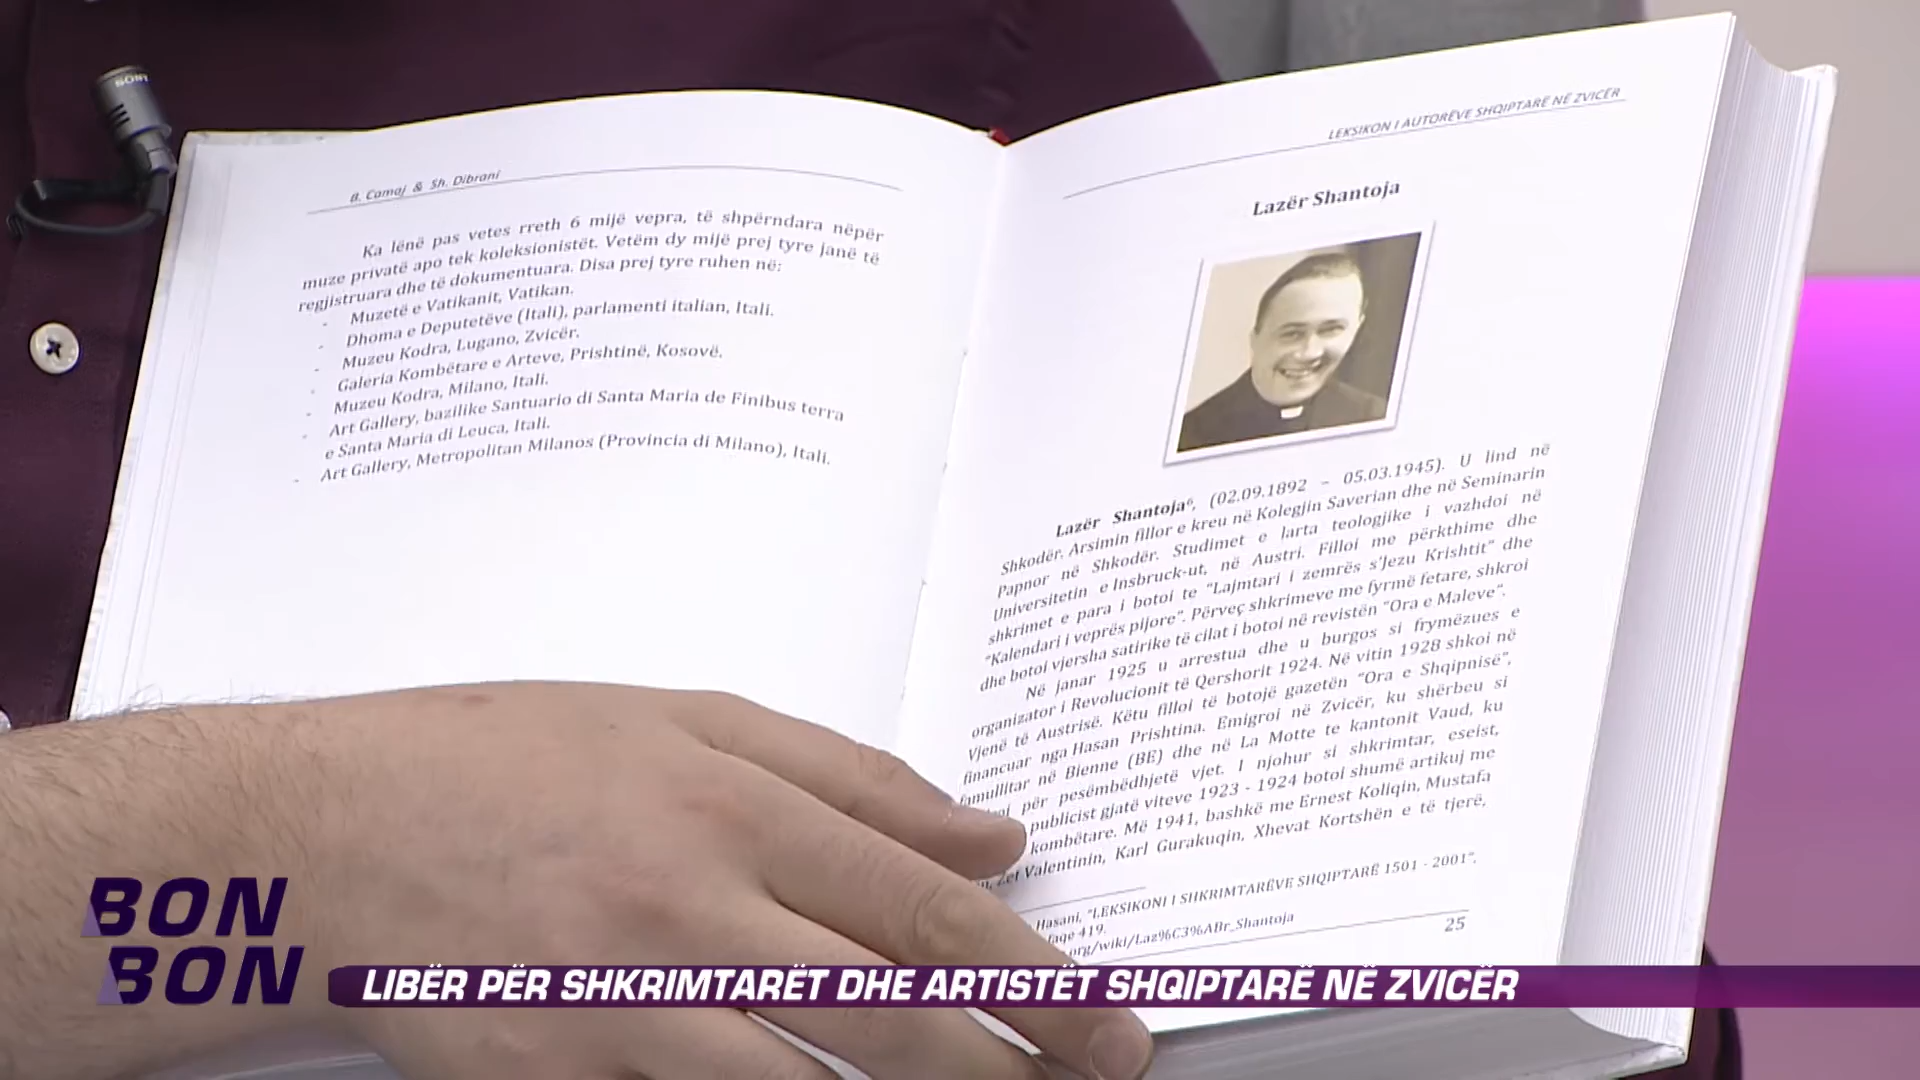 SONY
B. Camaj & Sh. Dibrani
Ka lënë pas vetes rreth 6 mijë vepra, të shpërndara nëpër
muze privatë apo tek koleksionistët. Vetëm dy mijë prej tyre janë të
regjistruara dhe të dokumentuara. Disa prej tyre ruhen në:
- Muzetë e Vatikanit, Vatikan.
- Dhoma e Deputetëve (Itali), parlamenti italian, Itali.
- Muzeu Kodra, Lugano, Zvicër.
- Galeria Kombëtare e Arteve, Prishtinë, Kosovë.
- Muzeu Kodra, Milano, Itali.
- Art Gallery, bazilike Santuario di Santa Maria de Finibus terra
e Santa Maria di Leuca, Itali.
- Art Gallery, Metropolitan Milanos (Provincia di Milano), Itali.
LEKSIKON I AUTORËVE SHQIPTARË NË ZVICËR
Lazër Shantoja
Lazër Shantoja⁶, (02.09.1892 – 05.03.1945). U lind në
Shkodër. Arsimin fillor e kreu në Kolegjin Saverian dhe në Seminarin
Papnor në Shkodër. Studimet e larta teologjike i vazhdoi në
Universitetin e Insbruck-ut, në Austri. Filloi me përkthime dhe
shkrimet e para i botoi te "Lajmtari i zemrës s'Jezu Krishtit" dhe
"Kalendari i veprës pijore". Përveç shkrimeve me fyrmë fetare, shkroi
dhe botoi vjersha satirike të cilat i botoi në revistën "Ora e Maleve".
Në janar 1925 u arrestua dhe u burgos si frymëzues e
organizator i Revolucionit të Qershorit 1924. Në vitin 1928 shkoi në
Vjenë të Austrisë. Këtu filloi të botojë gazetën "Ora e Shqipnisë",
financuar nga Hasan Prishtina. Emigroi në Zvicër, ku shërbeu si
famullitar në Bienne (BE) dhe në La Motte te kantonit Vaud, ku
për pesëmbëdhjetë vjet. I njohur si shkrimtar, eseist,
publicist gjatë viteve 1923 - 1924 botoi shumë artikuj me
kombëtare. Më 1941, bashkë me Ernest Koliqin, Mustafa
Zef Valentinin, Karl Gurakuqin, Xhevat Kortshën e të tjerë,
Hasani, "LEKSIKONI I SHKRIMTARËVE SHQIPTARË 1501 - 2001",
faqe 419.
.org/wiki/Laz%C3%ABr_Shantoja
25
BON
BON
LIBËR PËR SHKRIMTARËT DHE ARTISTËT SHQIPTARË NË ZVICËR